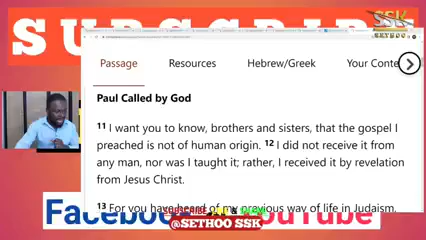 SUBSCRIBE
SSK
SETHOO
Passage Resources Hebrew/Greek Your Conte
Paul Called by God
11 I want you to know, brothers and sisters, that the gospel I
preached is not of human origin. 12 I did not receive it from
any man, nor was I taught it; rather, I received it by revelation
from Jesus Christ.
13 For you have heard of my previous way of life in Judaism,
Facebook YouTube
@SETHOO SSK